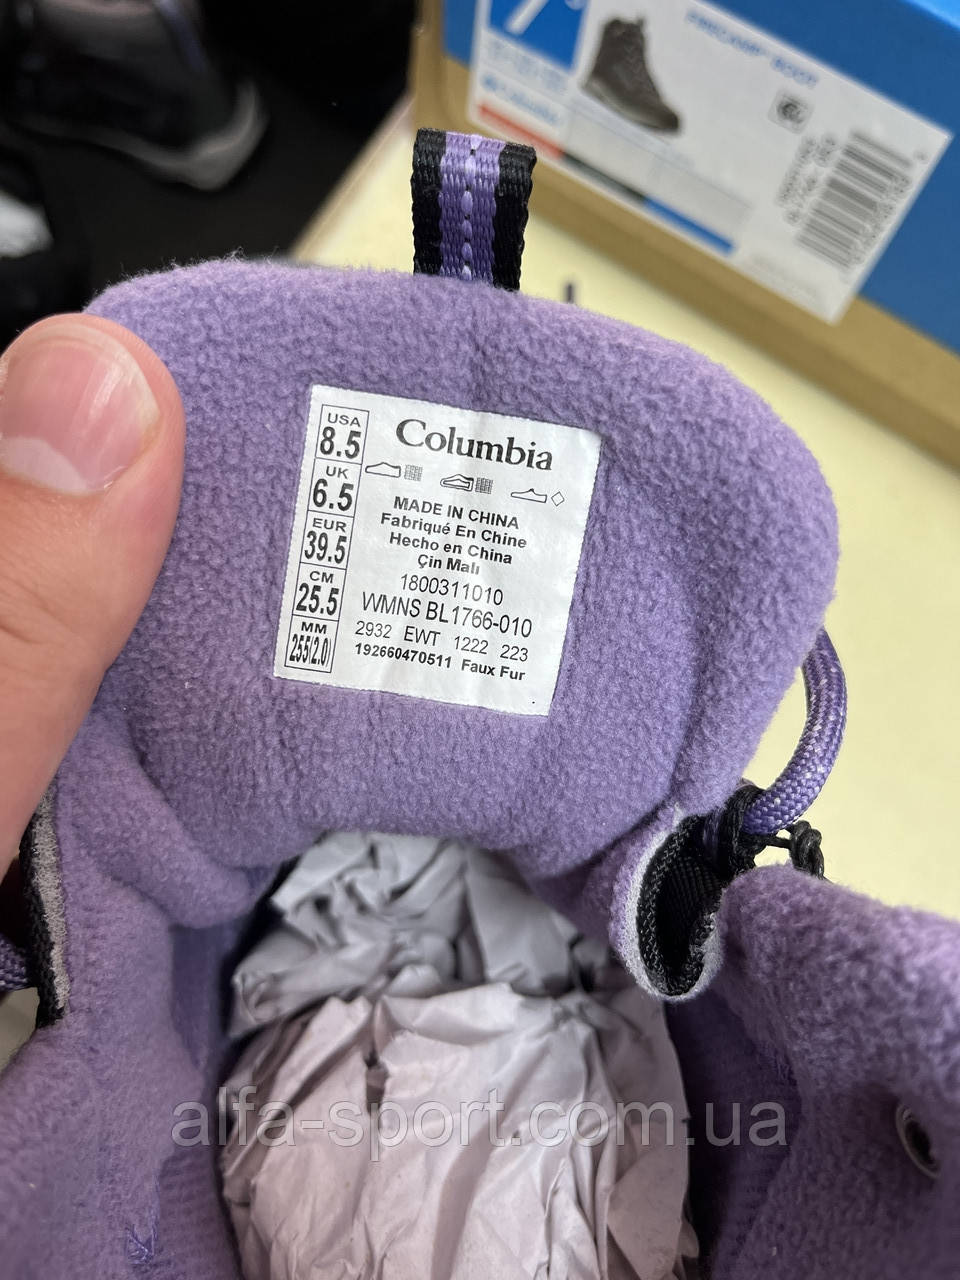 FIRECAMP™ BOOT
USA
8.5
UK
6.5
EUR
39.5
CM
25.5
MM
255(2.0)
Columbia
MADE IN CHINA
Fabriqué En Chine
Hecho en China
Çin Malı
1800311010
WMNS BL1766-010
2932 EWT 1222 223
192660470511 Faux Fur
alfa-sport.com.ua